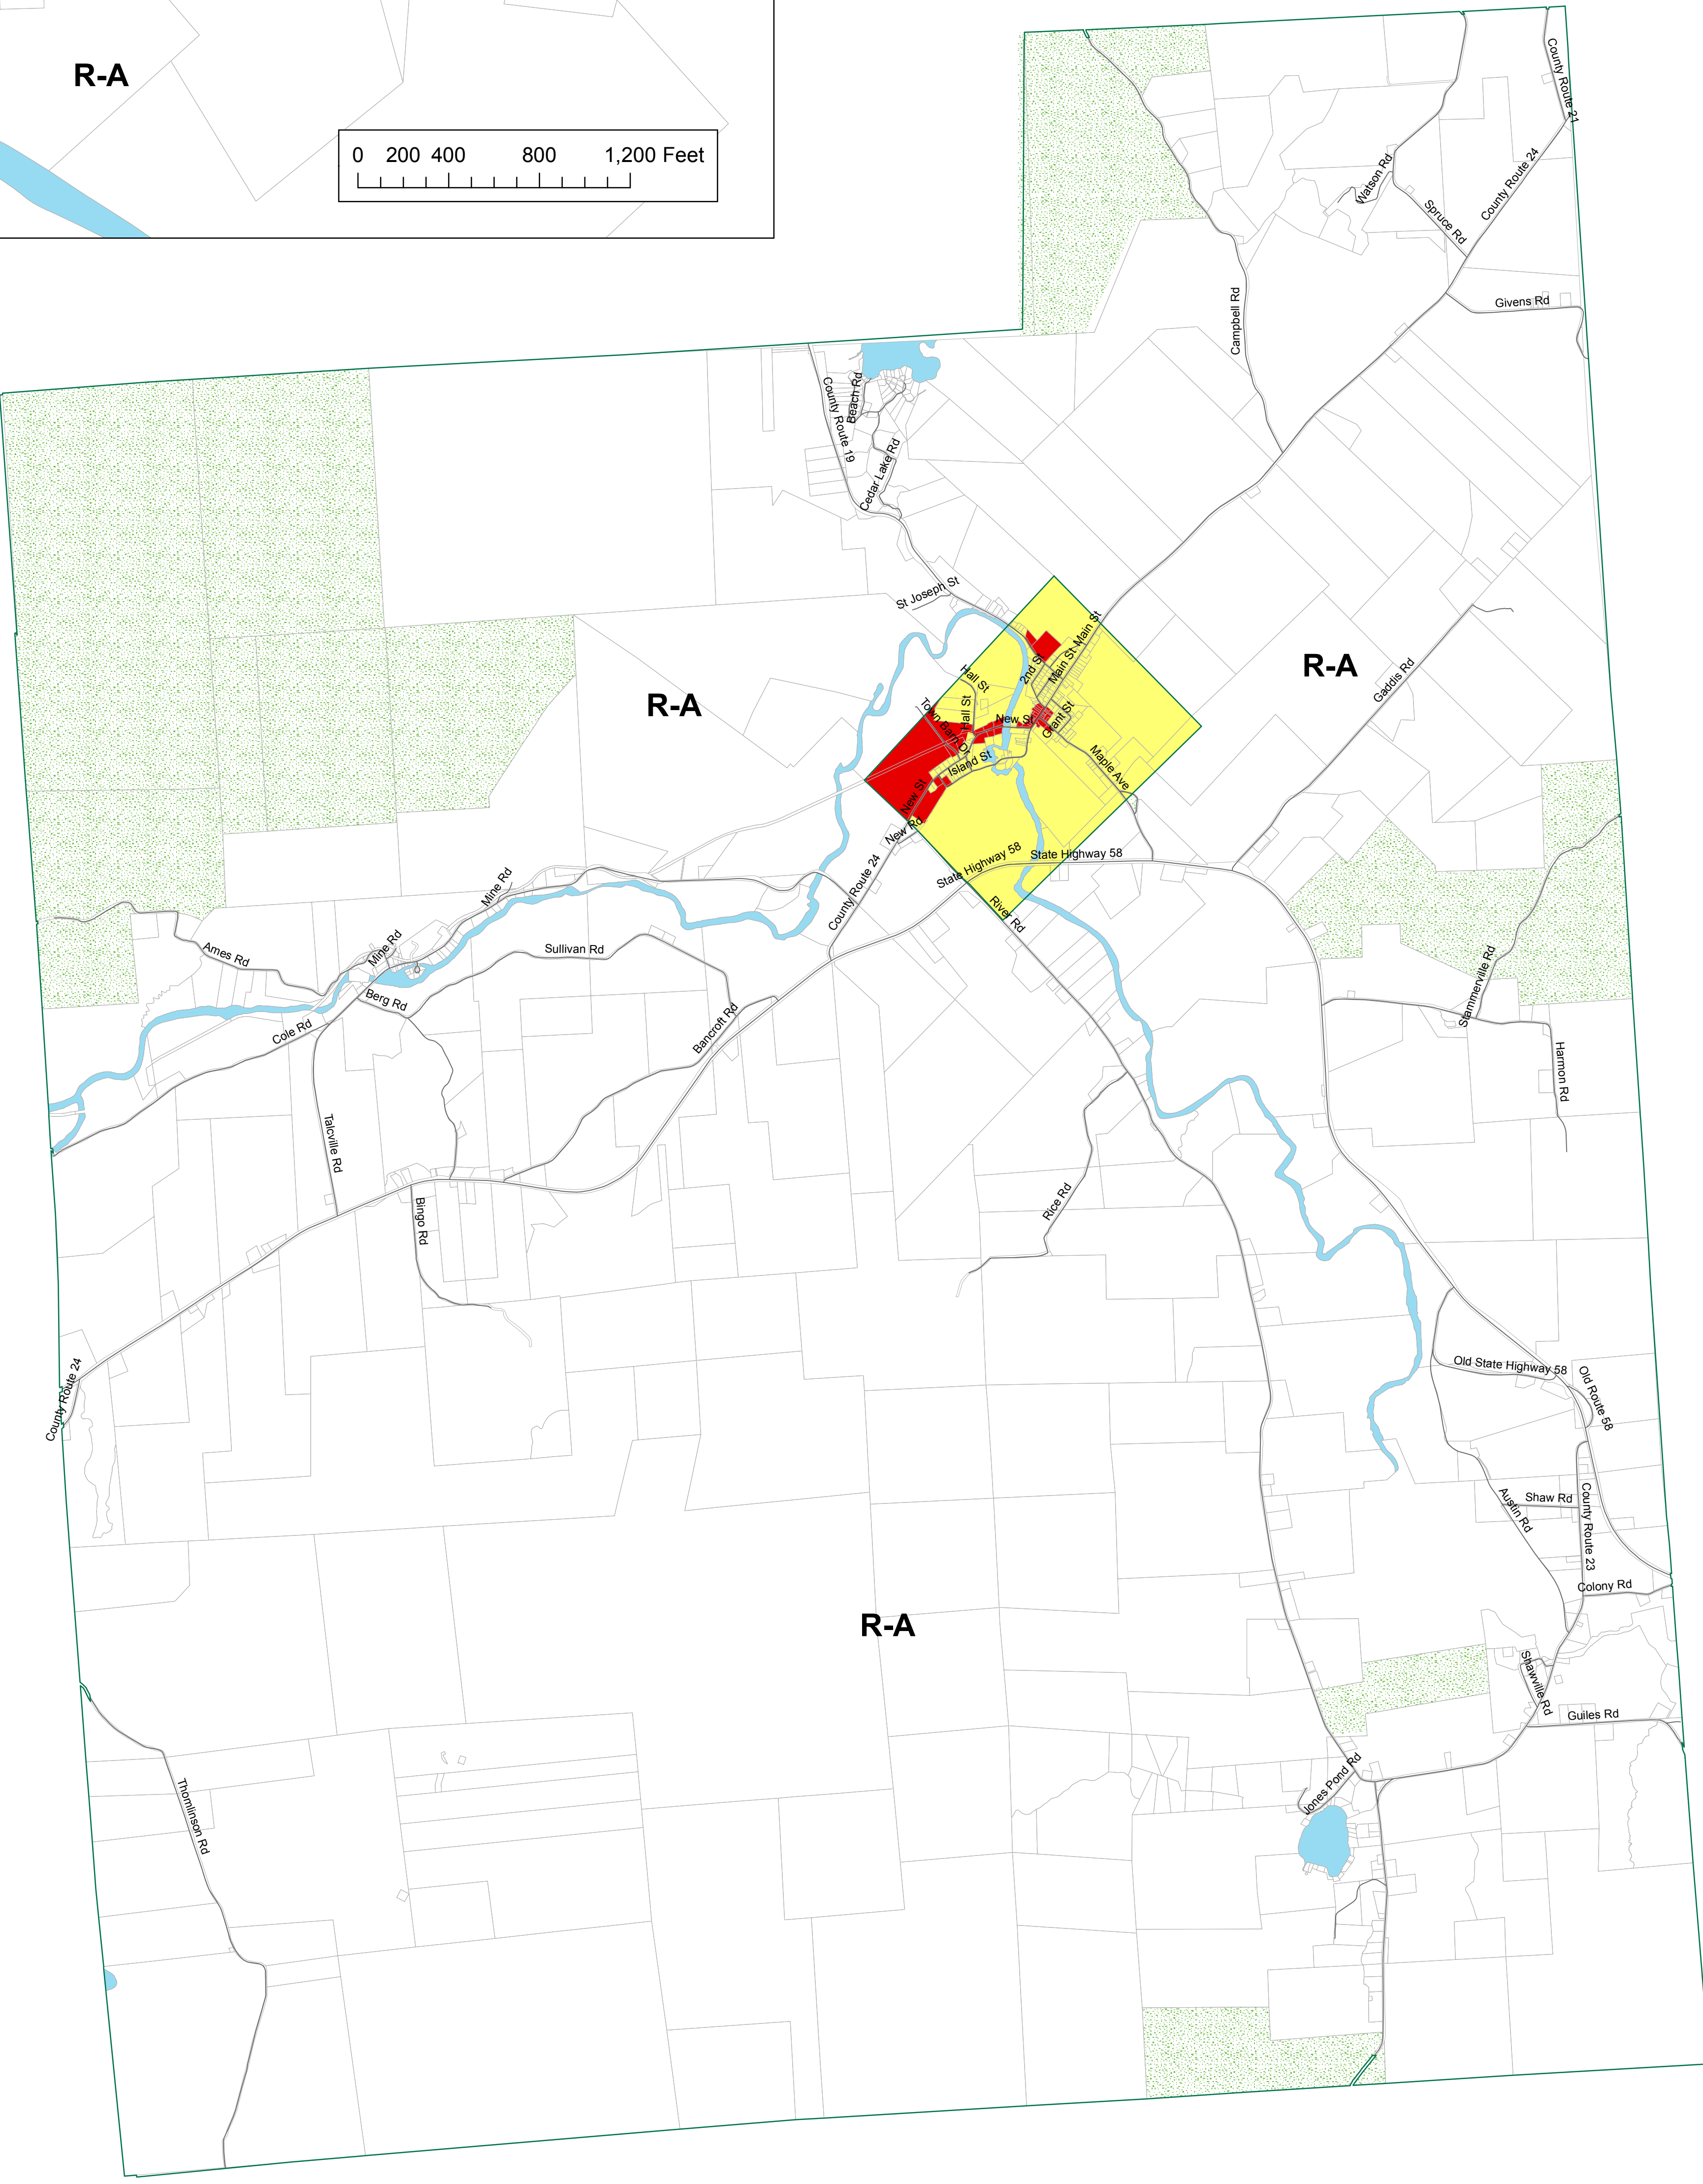 R-A
0 200 400 800 1,200 Feet
County Route 21
County Route 24
Watson Rd
Spruce Rd
Givens Rd
Campbell Rd
County Route 19
Beach Rd
Cedar Lake Rd
St Joseph St
Main St
2nd St
Main St
Hall St
Hall St
Town Barn Dr
New St
Grant St
Island St
Maple Ave
New St
New Rd
R-A
R-A
Gaddis Rd
State Highway 58
State Highway 58
County Route 24
River Rd
Mine Rd
Mine Rd
Ames Rd
Sullivan Rd
Berg Rd
Cole Rd
Bancroft Rd
Stammerville Rd
Harmon Rd
Talcville Rd
Bingo Rd
Rice Rd
County Route 24
Old State Highway 58
Old Route 58
Austin Rd
Shaw Rd
County Route 23
Colony Rd
R-A
Shawville Rd
Guiles Rd
Jones Pond Rd
Thomlinson Rd